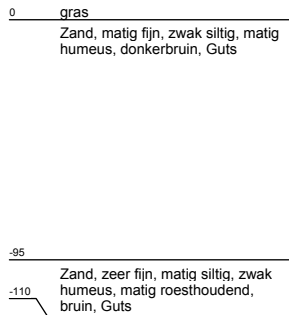 0 gras
Zand, matig fijn, zwak siltig, matig
humeus, donkerbruin, Guts
-95
Zand, zeer fijn, matig siltig, zwak
-110 humeus, matig roesthoudend,
bruin, Guts